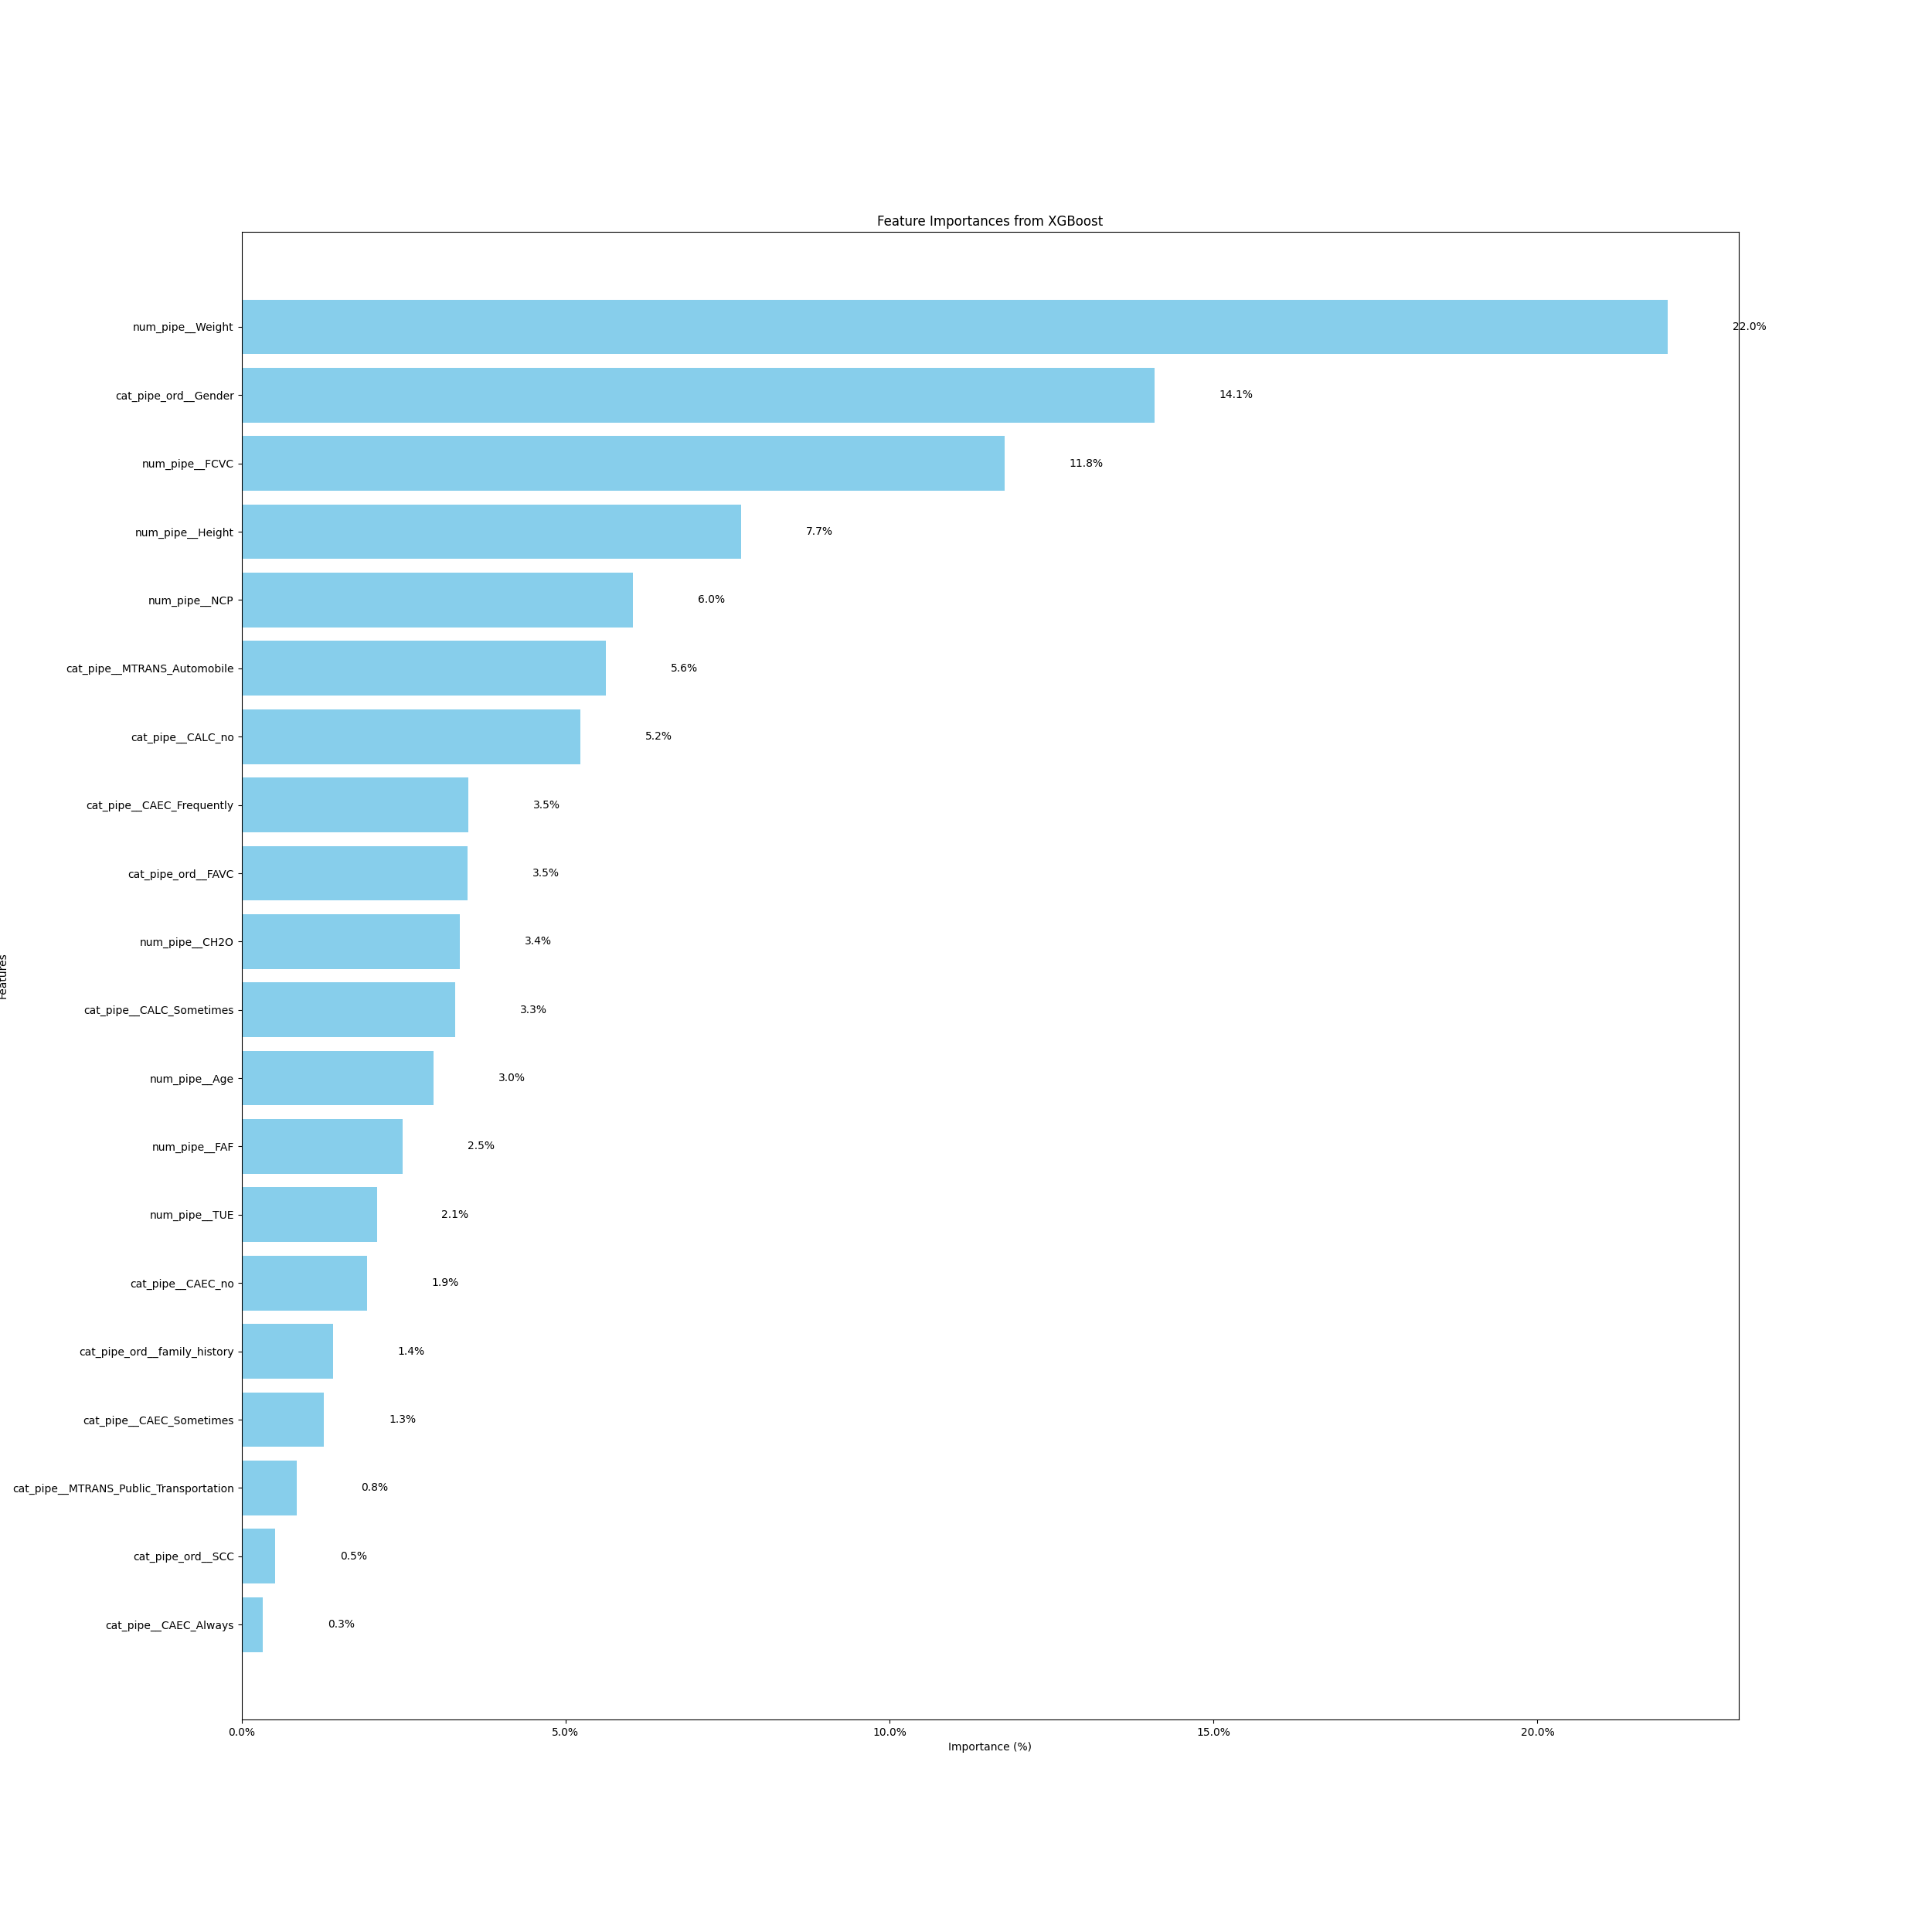 Feature Importances from XGBoost
num_pipe__Weight
22.0%
cat_pipe_ord__Gender
14.1%
num_pipe__FCVC
11.8%
num_pipe__Height
7.7%
num_pipe__NCP
6.0%
cat_pipe__MTRANS_Automobile
5.6%
cat_pipe__CALC_no
5.2%
cat_pipe__CAEC_Frequently
3.5%
cat_pipe_ord__FAVC
3.5%
num_pipe__CH2O
3.4%
cat_pipe__CALC_Sometimes
3.3%
num_pipe__Age
3.0%
num_pipe__FAF
2.5%
num_pipe__TUE
2.1%
cat_pipe__CAEC_no
1.9%
cat_pipe_ord__family_history
1.4%
cat_pipe__CAEC_Sometimes
1.3%
cat_pipe__MTRANS_Public_Transportation
0.8%
cat_pipe_ord__SCC
0.5%
cat_pipe__CAEC_Always
0.3%
Features
0.0% 5.0% 10.0% 15.0% 20.0%
Importance (%)